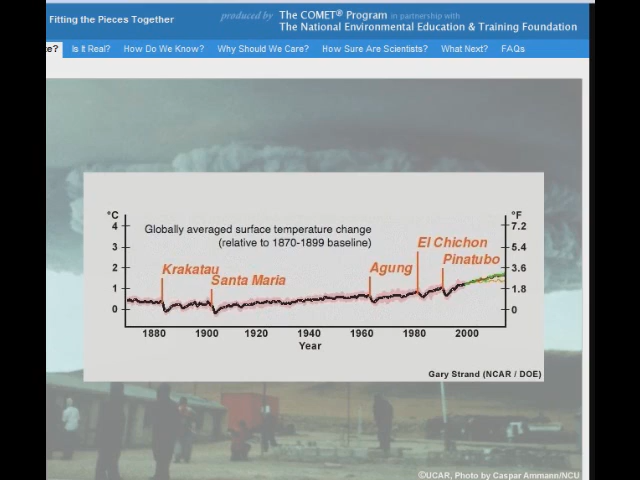 Fitting the Pieces Together
produced by The COMET® Program in partnership with
The National Environmental Education & Training Foundation
e?
Is it Real?
How Do We Know?
Why Should We Care?
How Sure Are Scientists?
What Next?
FAQs
°C
°F
Globally averaged surface temperature change
(relative to 1870-1899 baseline)
4
3
2
1
0
7.2
5.4
3.6
1.8
0
Krakatau
Santa Maria
Agung
El Chichon
Pinatubo
1880 1900 1920 1940 1960 1980 2000
Year
Gary Strand (NCAR / DOE)
©UCAR, Photo by Caspar Ammann/NCU